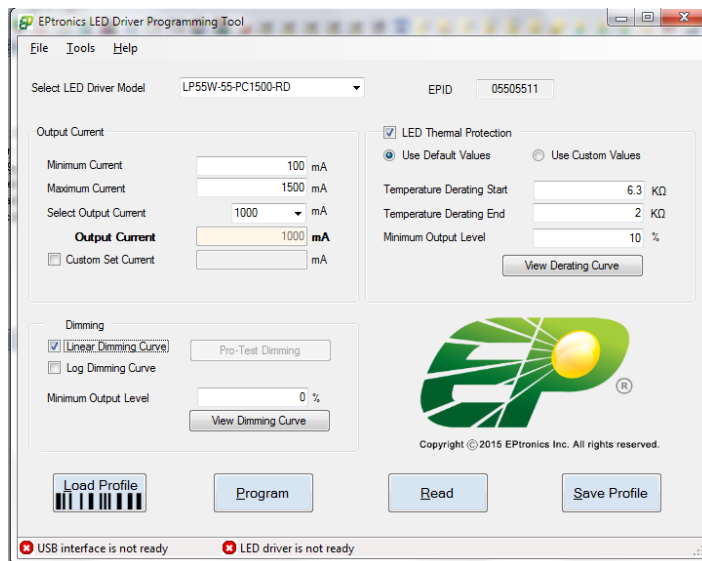 EPtronics LED Driver Programming Tool
File Tools Help
Select LED Driver Model LP55W-55-PC1500-RD EPID 05505511
Output Current
Minimum Current 100 mA
Maximum Current 1500 mA
Select Output Current 1000 mA
Output Current 1000 mA
Custom Set Current mA
LED Thermal Protection
Use Default Values Use Custom Values
Temperature Derating Start 6.3 KΩ
Temperature Derating End 2 KΩ
Minimum Output Level 10 %
View Derating Curve
Dimming
Linear Dimming Curve Pro-Test Dimming
Log Dimming Curve
Minimum Output Level 0 %
View Dimming Curve
EP ®
Copyright © 2015 EPtronics Inc. All rights reserved.
Load Profile Program Read Save Profile
USB interface is not ready LED driver is not ready